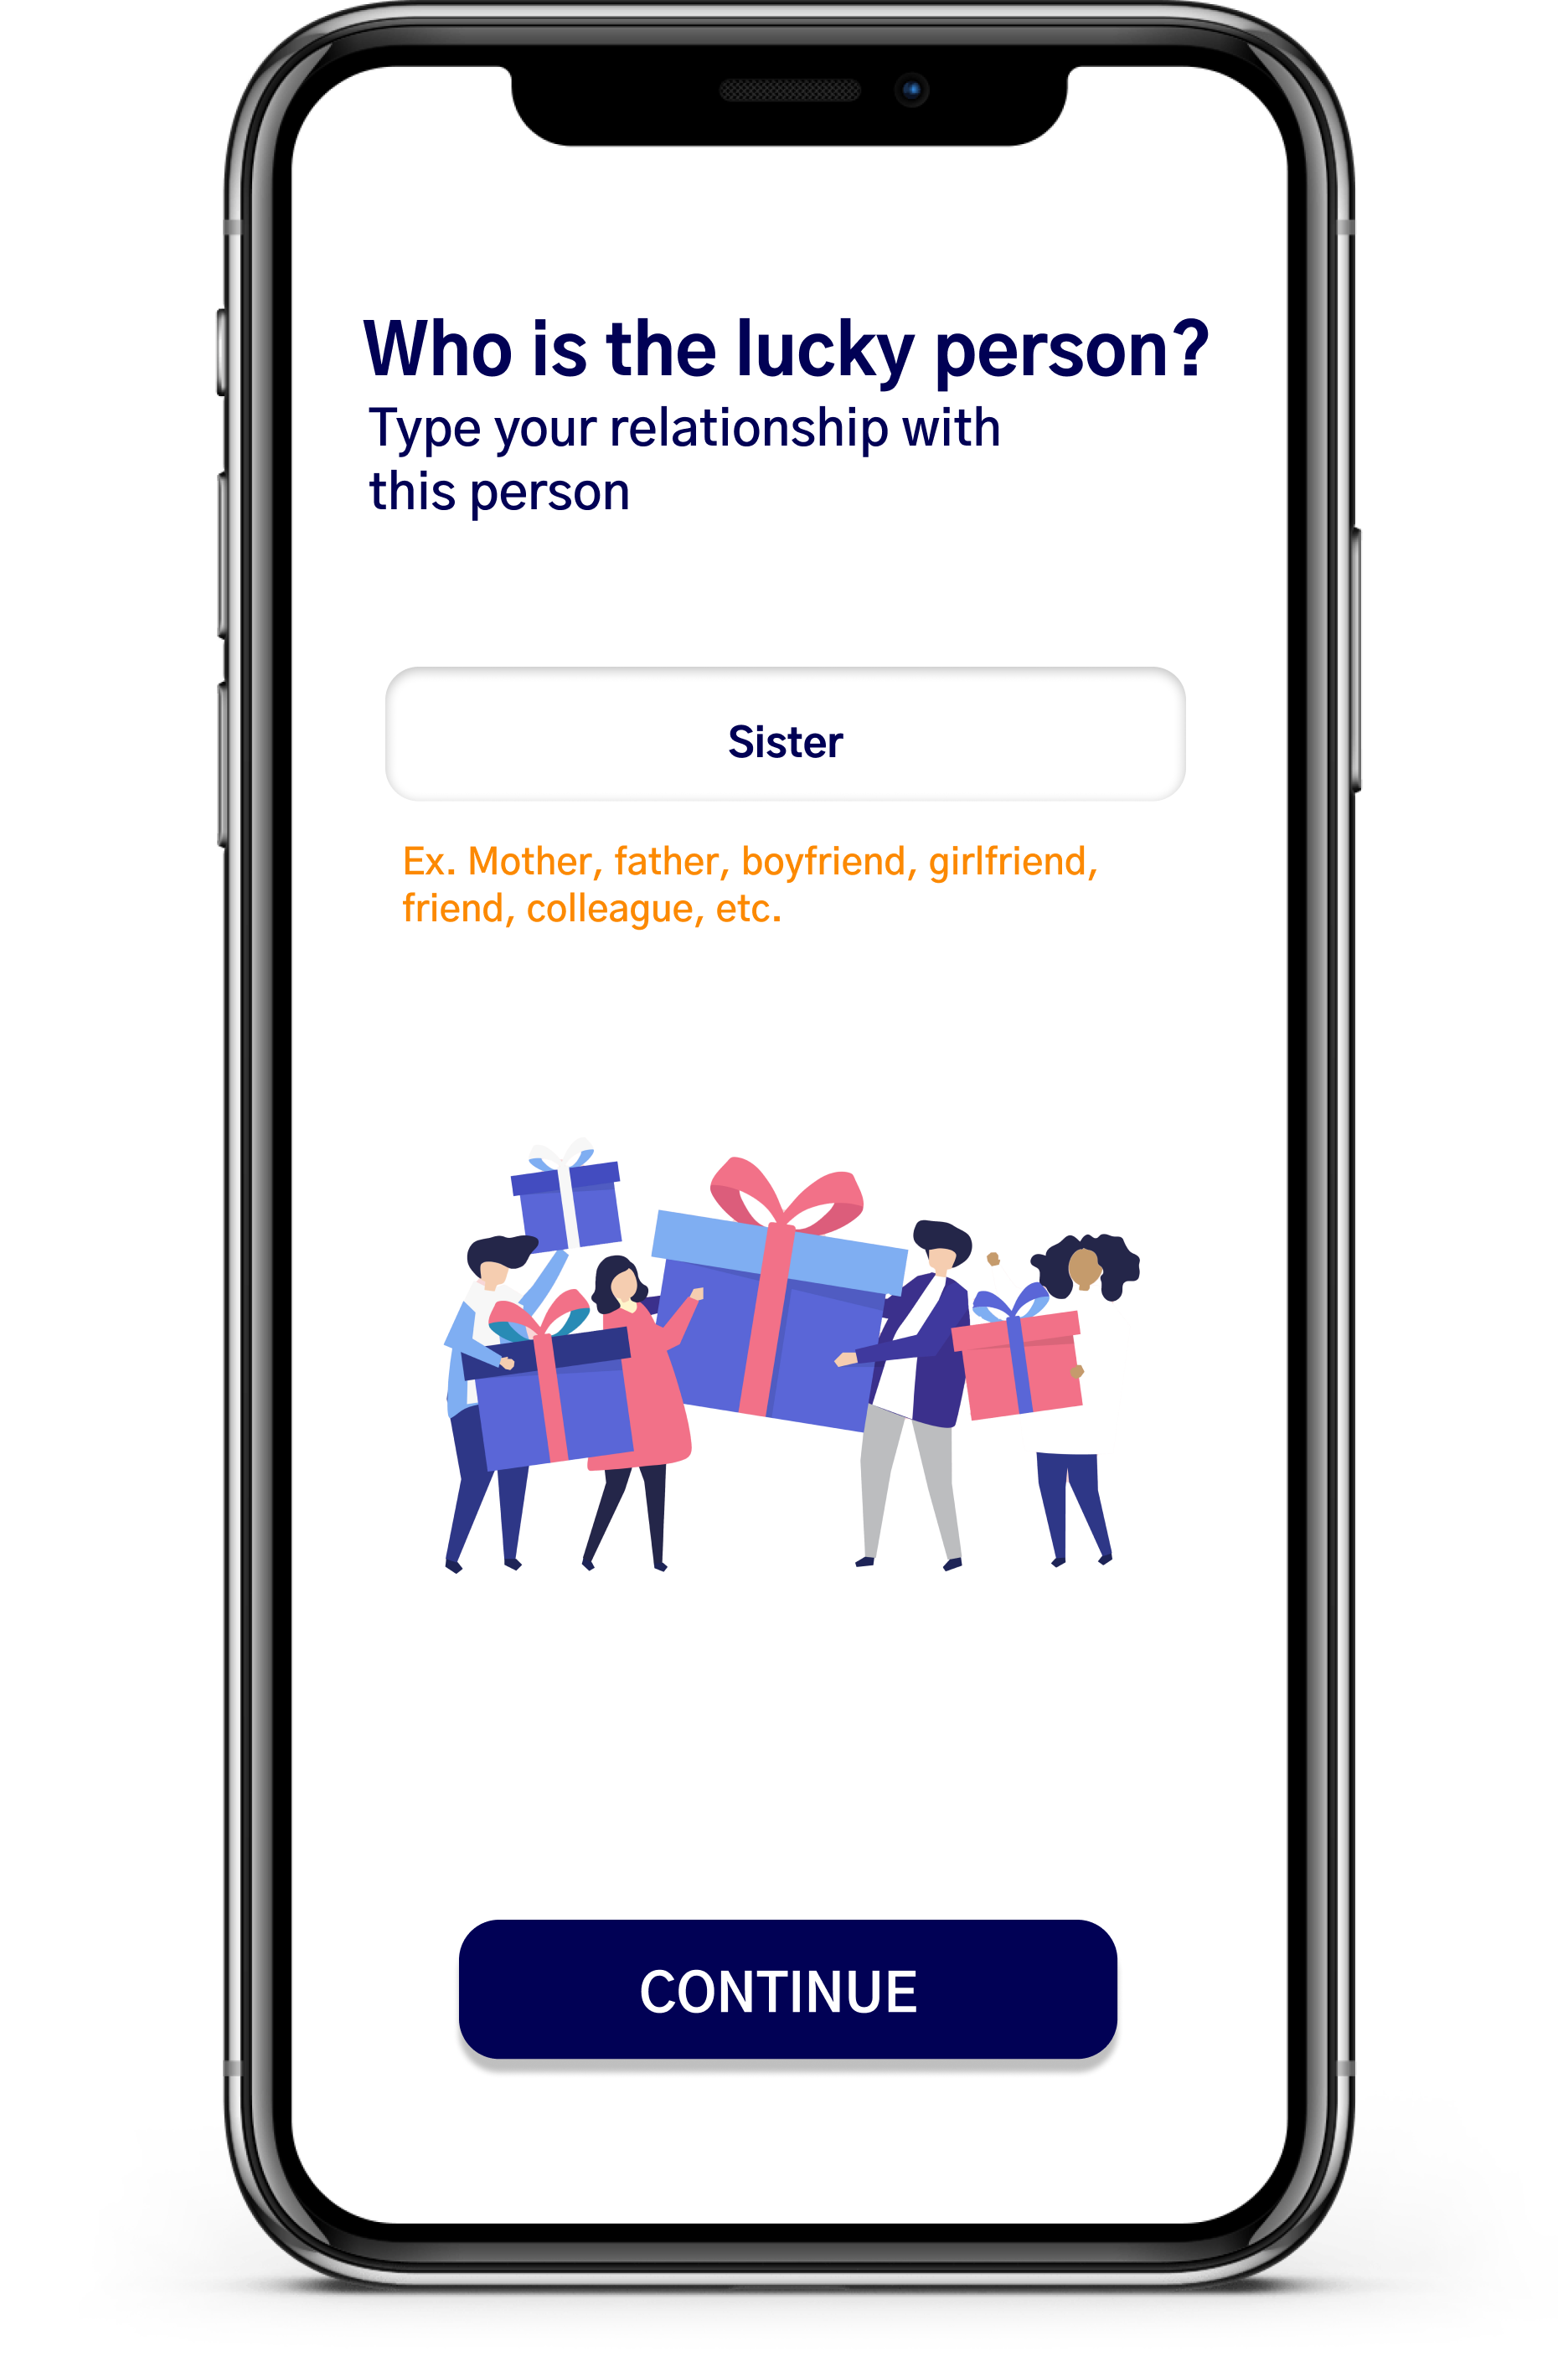 Who is the lucky person?
Type your relationship with
this person
Sister
Ex. Mother, father, boyfriend, girlfriend,
friend, colleague, etc.
CONTINUE